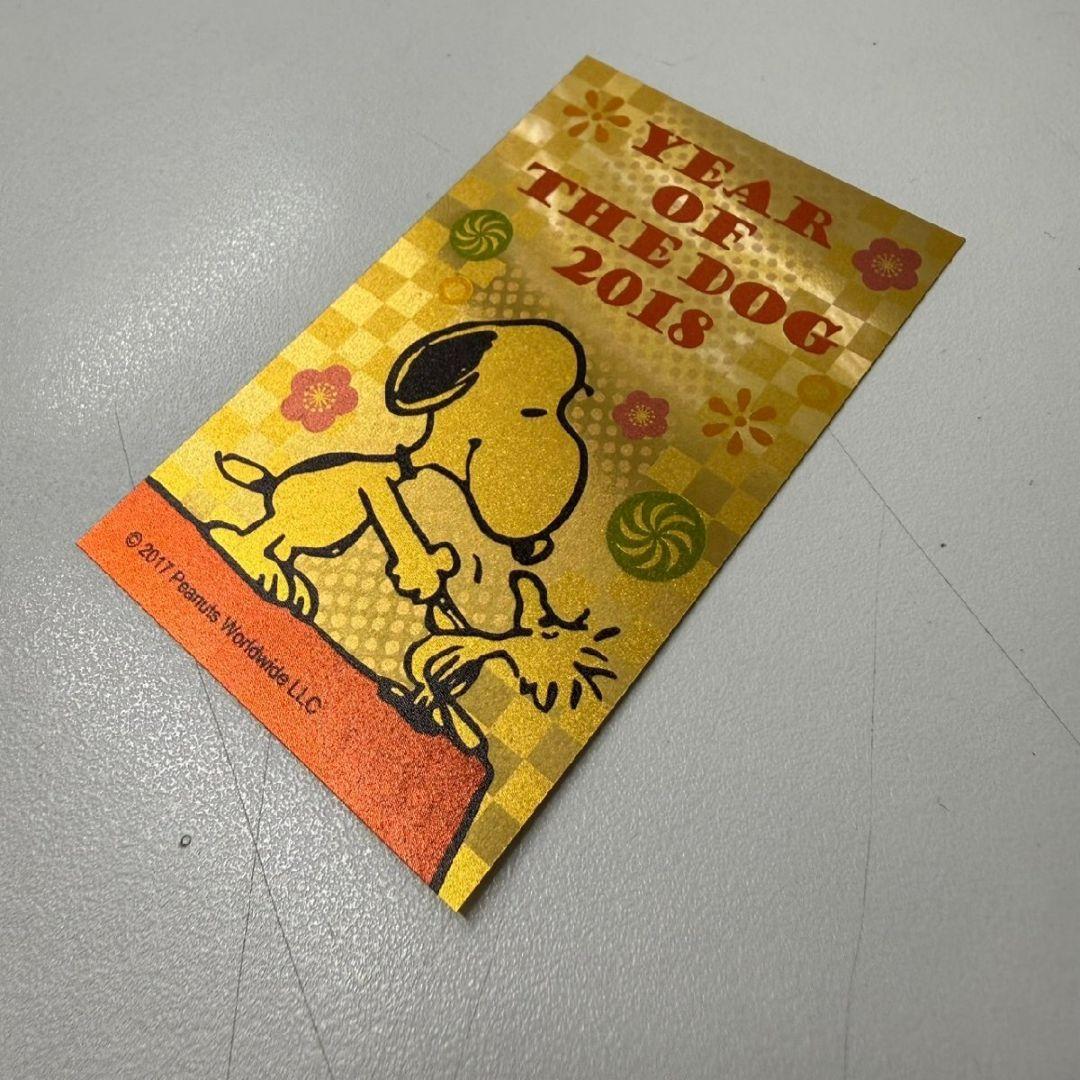 YEAR
OF
THE DOG
2018
© 2017 Peanuts Worldwide LLC